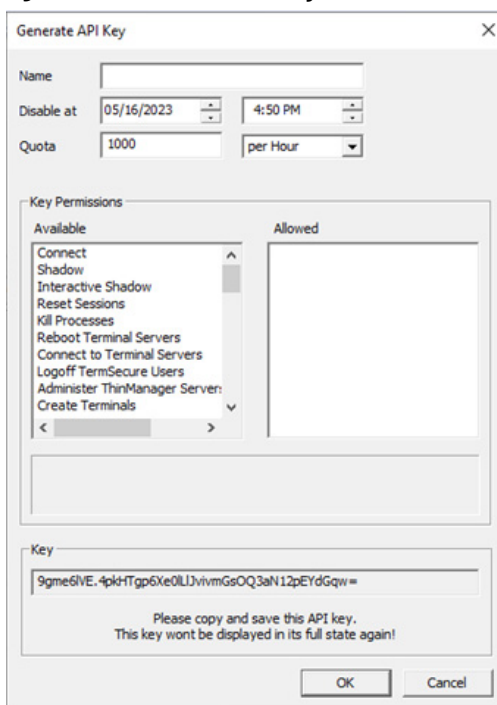 Generate API Key
Name
Disable at 05/16/2023 4:50 PM
Quota 1000 per Hour
Key Permissions
Available Allowed
Connect
Shadow
Interactive Shadow
Reset Sessions
Kill Processes
Reboot Terminal Servers
Connect to Terminal Servers
Logoff TermSecure Users
Administer ThinManager Server
Create Terminals
Key
Please copy and save this API key.
This key wont be displayed in its full state again!
OK Cancel